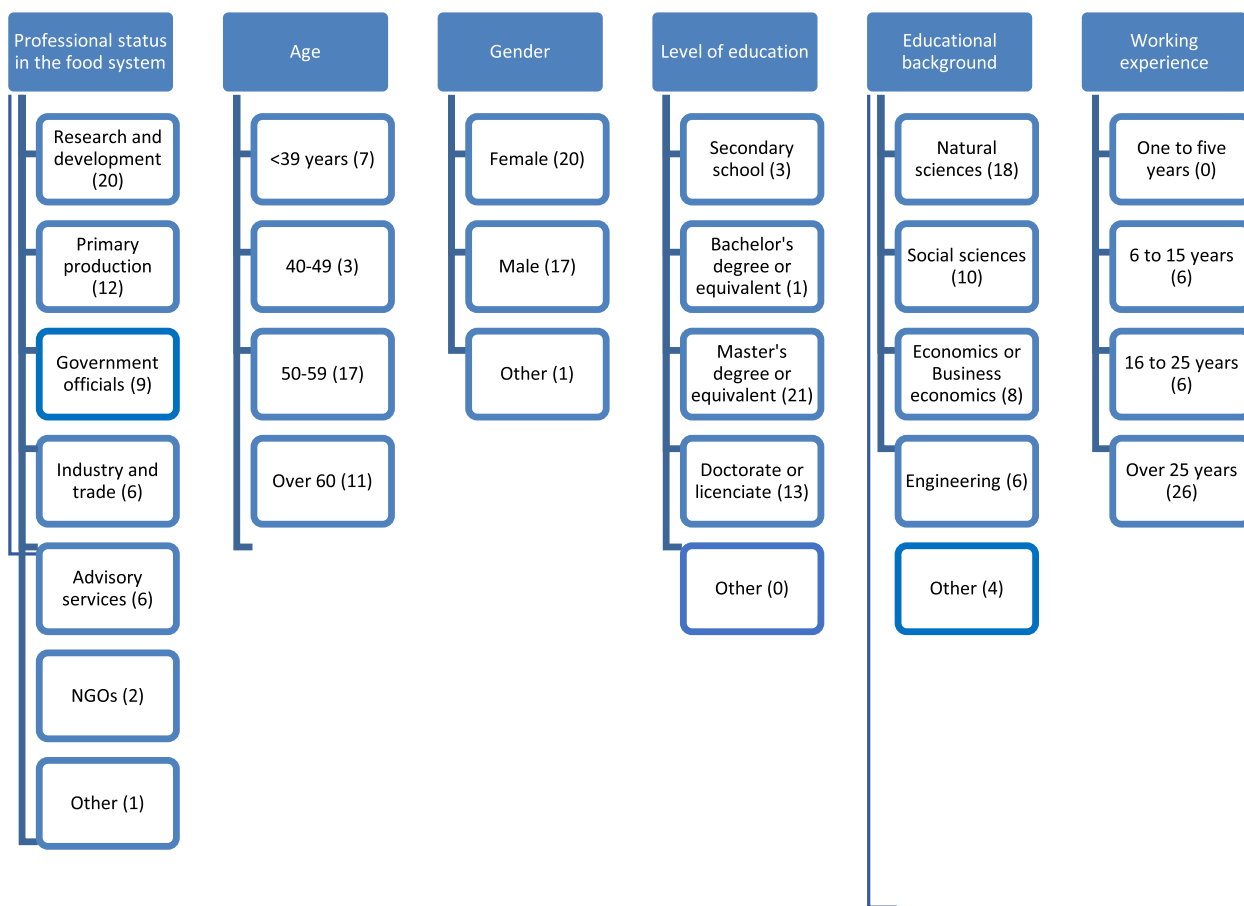 Professional status
in the food system
Research and
development
(20)
Primary
production
(12)
Government
officials (9)
Industry and
trade (6)
Advisory
services (6)
NGOs (2)
Other (1)
Age
<39 years (7)
40-49 (3)
50-59 (17)
Over 60 (11)
Gender
Female (20)
Male (17)
Other (1)
Level of education
Secondary
school (3)
Bachelor's
degree or
equivalent (1)
Master's
degree or
equivalent (21)
Doctorate or
licenciate (13)
Other (0)
Educational
background
Natural
sciences (18)
Social sciences
(10)
Economics or
Business
economics (8)
Engineering (6)
Other (4)
Working
experience
One to five
years (0)
6 to 15 years
(6)
16 to 25 years
(6)
Over 25 years
(26)